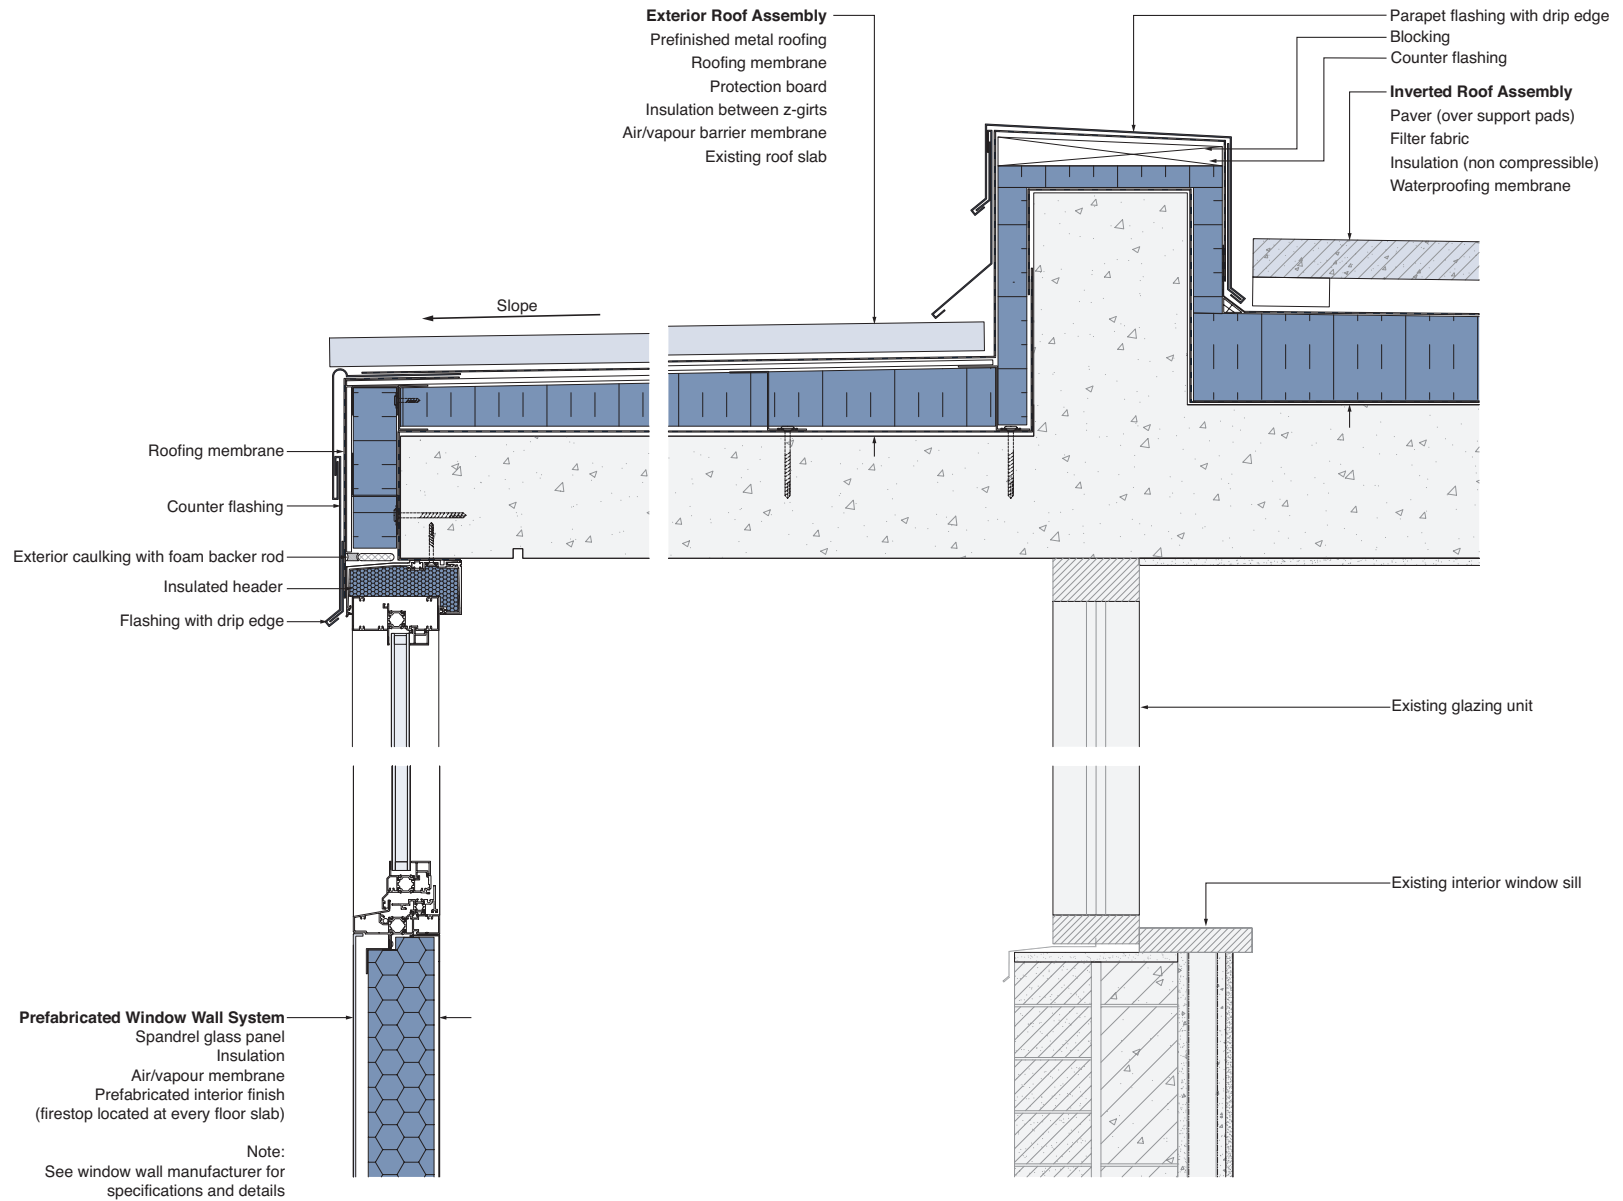 Exterior Roof Assembly
Prefinished metal roofing
Roofing membrane
Protection board
Insulation between z-girts
Air/vapour barrier membrane
Existing roof slab
Parapet flashing with drip edge
Blocking
Counter flashing
Inverted Roof Assembly
Paver (over support pads)
Filter fabric
Insulation (non compressible)
Waterproofing membrane
Slope
Roofing membrane
Counter flashing
Exterior caulking with foam backer rod
Insulated header
Flashing with drip edge
Existing glazing unit
Existing interior window sill
Prefabricated Window Wall System
Spandrel glass panel
Insulation
Air/vapour membrane
Prefabricated interior finish
(firestop located at every floor slab)
Note:
See window wall manufacturer for
specifications and details